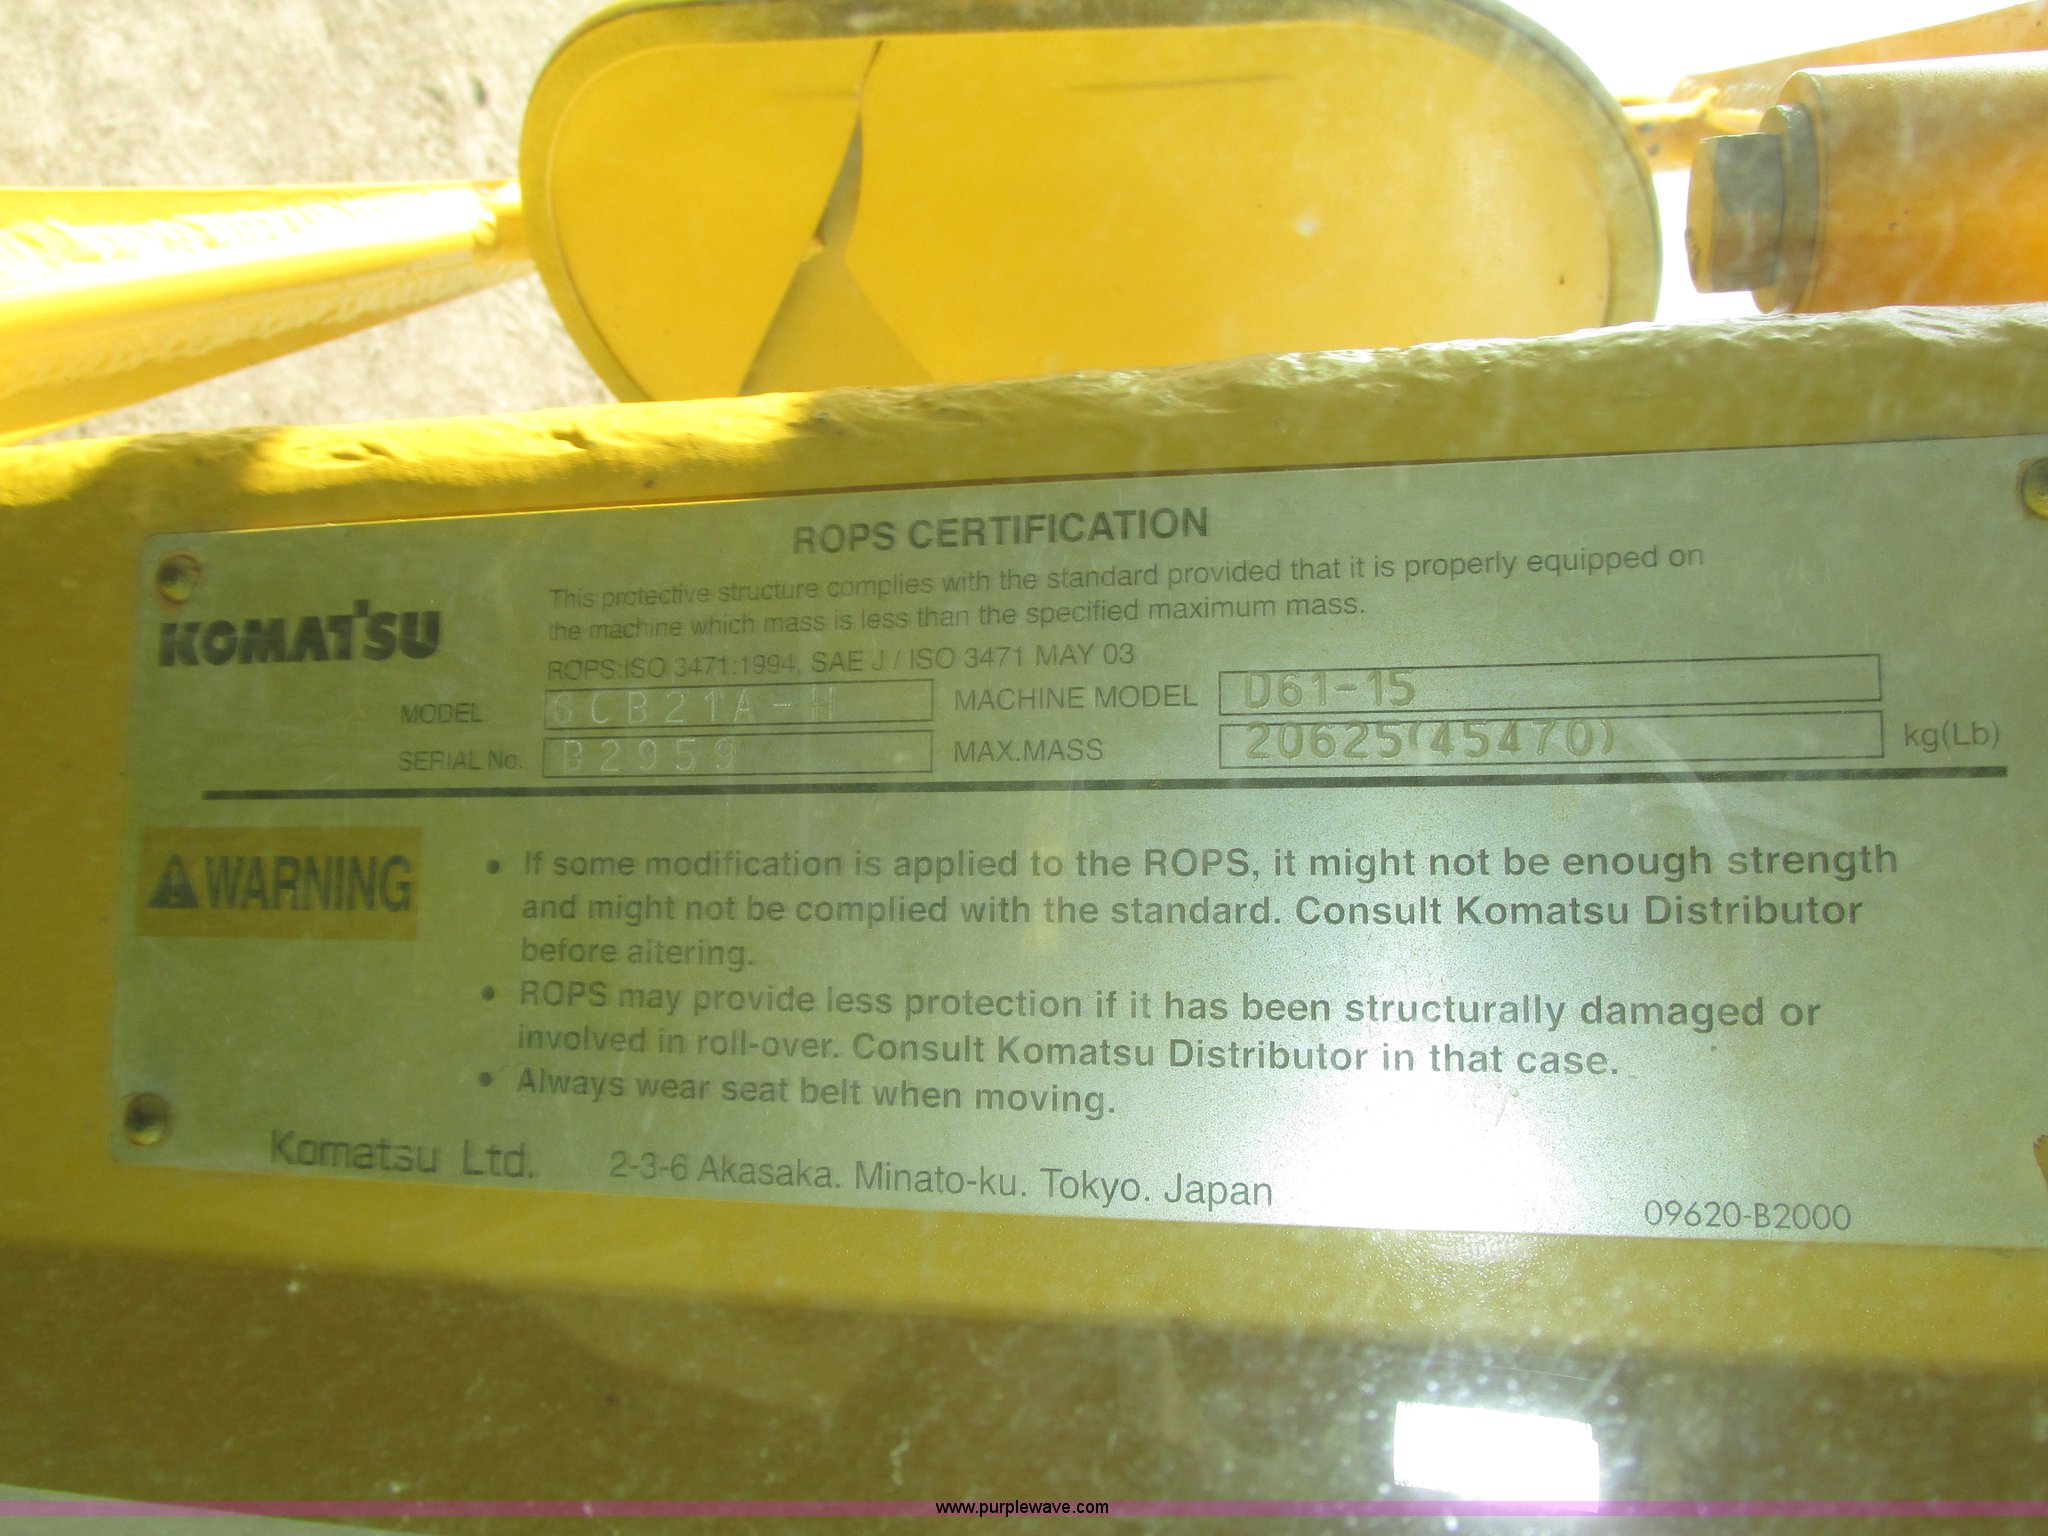 ROPS CERTIFICATION
This protective structure complies with the standard provided that it is properly equipped on
the machine which mass is less than the specified maximum mass.
KOMATSU
ROPS:ISO 3471:1994, SAE J / ISO 3471 MAY 03
MODEL 6CB21A-H MACHINE MODEL D61-15
SERIAL No. B2959 MAX.MASS 20625(45470) kg(Lb)
WARNING
• If some modification is applied to the ROPS, it might not be enough strength
and might not be complied with the standard. Consult Komatsu Distributor
before altering.
• ROPS may provide less protection if it has been structurally damaged or
involved in roll-over. Consult Komatsu Distributor in that case.
• Always wear seat belt when moving.
Komatsu Ltd. 2-3-6 Akasaka. Minato-ku. Tokyo. Japan
09620-B2000
www.purplewave.com